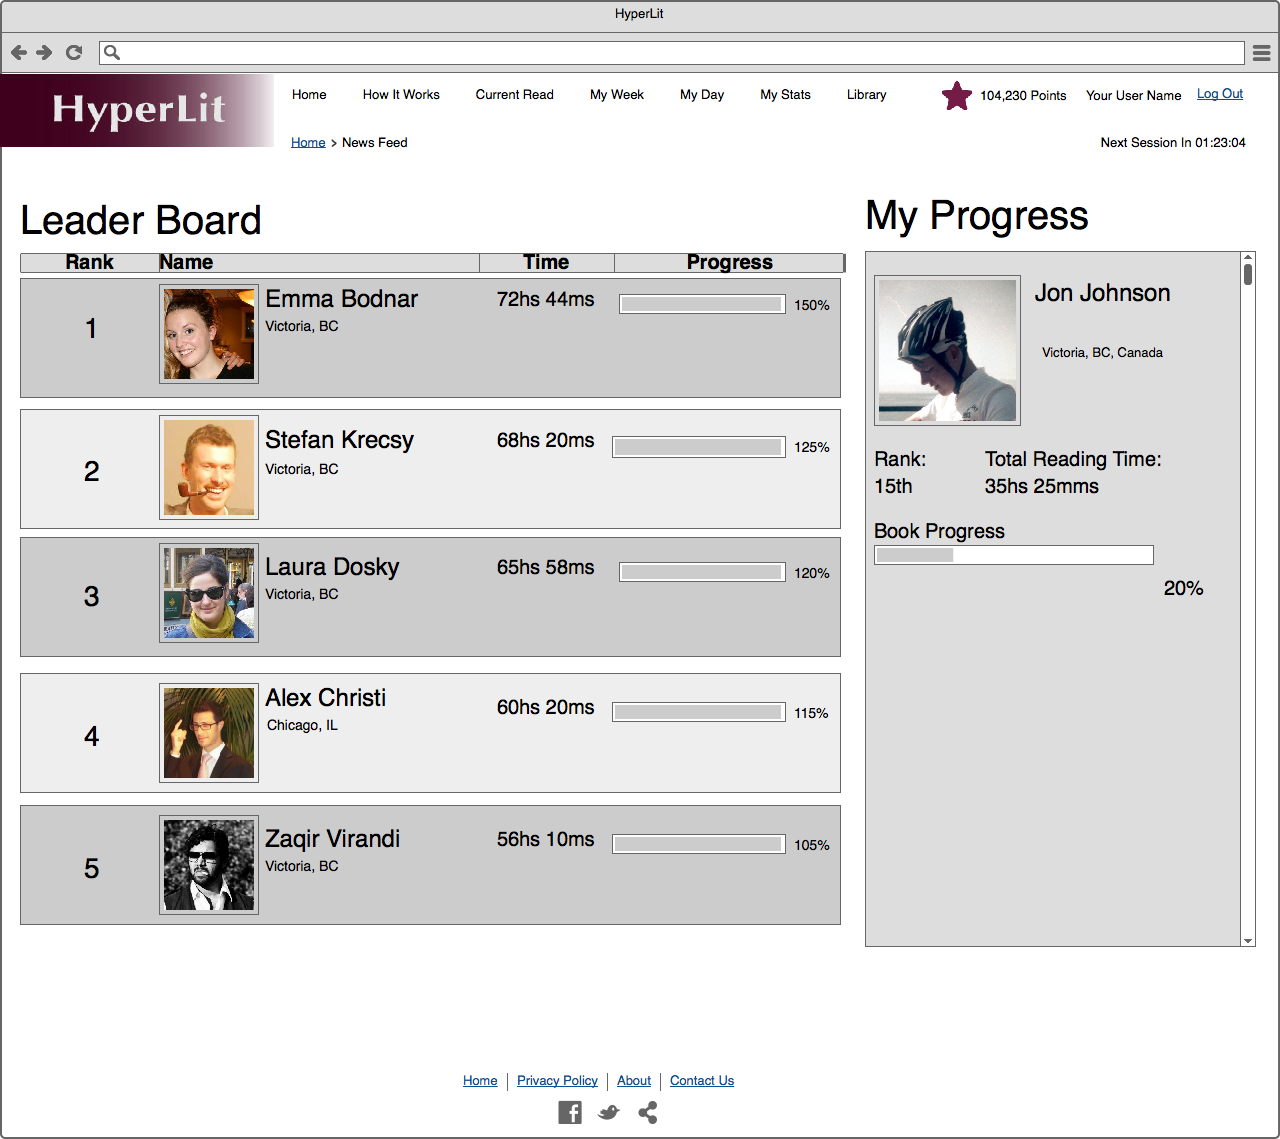 HyperLit
HyperLit
Home How It Works Current Read My Week My Day My Stats Library 104,230 Points Your User Name Log Out
Home > News Feed Next Session In 01:23:04
Leader Board
Rank Name Time Progress
1 Emma Bodnar 72hs 44ms 150%
Victoria, BC
2 Stefan Krecsy 68hs 20ms 125%
Victoria, BC
3 Laura Dosky 65hs 58ms 120%
Victoria, BC
4 Alex Christi 60hs 20ms 115%
Chicago, IL
5 Zaqir Virandi 56hs 10ms 105%
Victoria, BC
My Progress
Jon Johnson
Victoria, BC, Canada
Rank: Total Reading Time:
15th 35hs 25mms
Book Progress
20%
Home Privacy Policy About Contact Us